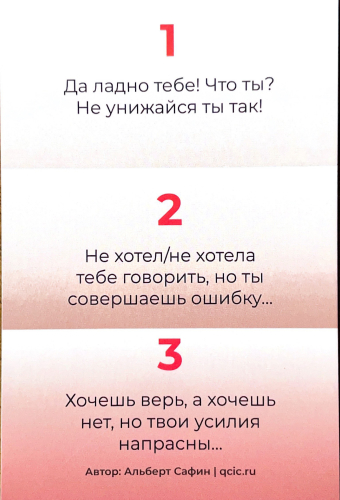 1
Да ладно тебе! Что ты?
Не унижайся ты так!
2
Не хотел/не хотела
тебе говорить, но ты
совершаешь ошибку...
3
Хочешь верь, а хочешь
нет, но твои усилия
напрасны...
Автор: Альберт Сафин | qcic.ru